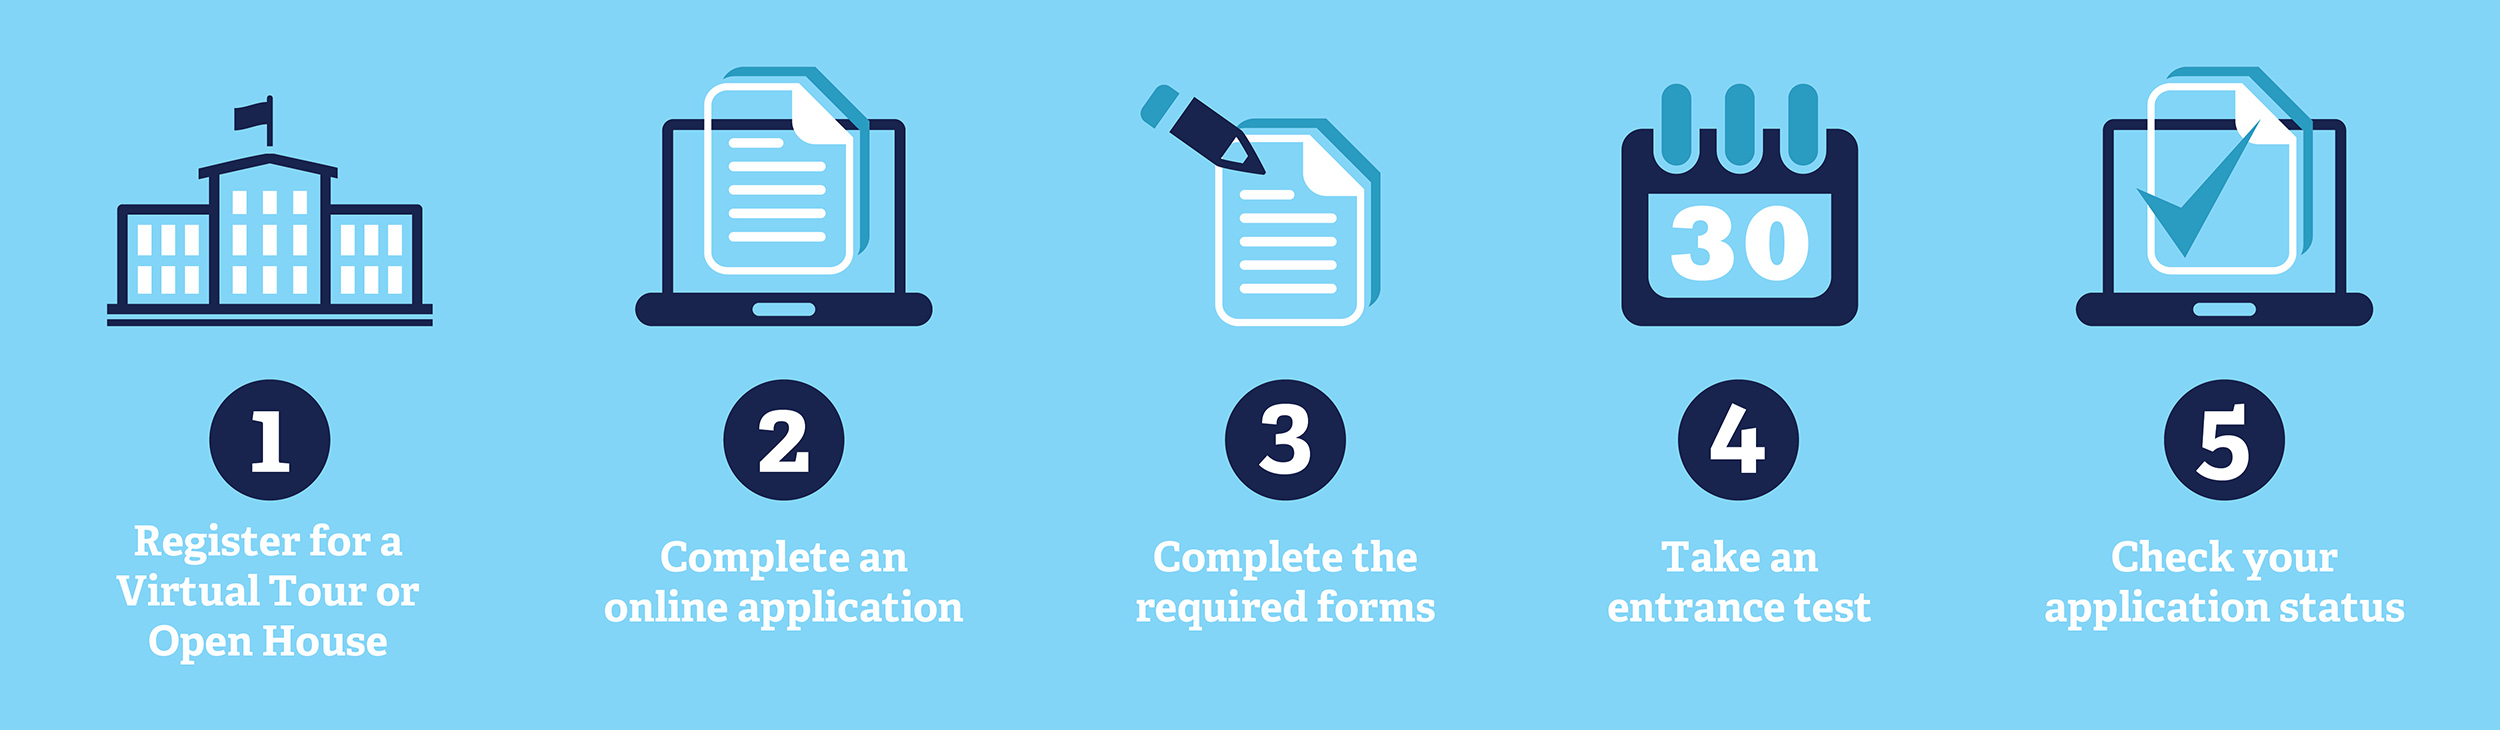 30
1
Register for a
Virtual Tour or
Open House
2
Complete an
online application
3
Complete the
required forms
4
Take an
entrance test
5
Check your
application status